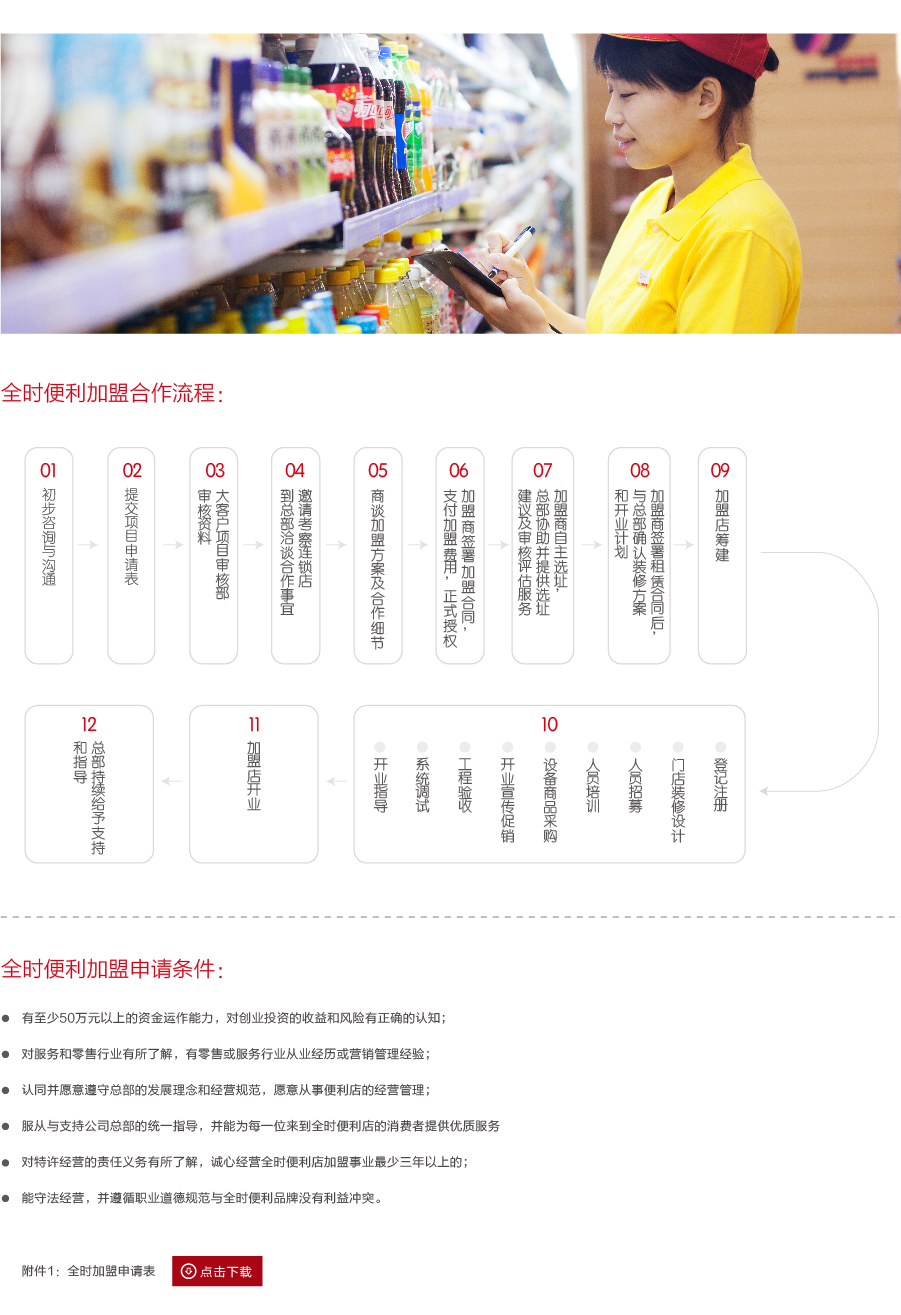 全时便利加盟合作流程：
01
初步咨询与沟通
02
提交项目申请表
03
大客户项目审核部
审核资料
04
邀请考察连锁店
到总部洽谈合作事宜
05
商谈加盟方案及合作细节
06
加盟商签署加盟合同，
支付加盟费用，正式授权
07
加盟商自主选址，
总部协助并提供选址
建议及审核评估服务
08
加盟商签署租赁合同后，
与总部确认装修方案
和开业计划
09
加盟店筹建
10
登记注册
门店装修设计
人员招募
人员培训
设备商品采购
开业宣传促销
工程验收
系统调试
开业指导
11
加盟店开业
12
总部持续给予支持
和指导
全时便利加盟申请条件：
有至少50万元以上的资金运作能力，对创业投资的收益和风险有正确的认知；
对服务和零售行业有所了解，有零售或服务行业从业经历或营销管理经验；
认同并愿意遵守总部的发展理念和经营规范，愿意从事便利店的经营管理；
服从与支持公司总部的统一指导，并能为每一位来到全时便利店的消费者提供优质服务
对特许经营的责任义务有所了解，诚心经营全时便利店加盟事业最少三年以上的；
能守法经营，并遵循职业道德规范与全时便利品牌没有利益冲突。
附件1：全时加盟申请表
点击下载